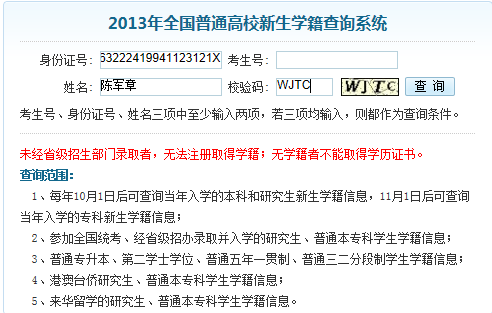 2013年全国普通高校新生学籍查询系统
身份证号: 63222419941123121X 考生号:
姓名: 陈军章 校验码: WJTC WJTC 查 询
考生号、身份证号、姓名三项中至少输入两项，若三项均输入，则都作为查询条件。
未经省级招生部门录取者，无法注册取得学籍；无学籍者不能取得学历证书。
查询范围：
1、每年10月1日后可查询当年入学的本科和研究生新生学籍信息，11月1日后可查询
当年入学的专科新生学籍信息；
2、参加全国统考、经省级招办录取并入学的研究生、普通本专科学生学籍信息；
3、普通专升本、第二学士学位、普通五年一贯制、普通三二分段制学生学籍信息；
4、港澳台侨研究生、普通本专科学生学籍信息；
5、来华留学的研究生、普通本专科学生学籍信息。